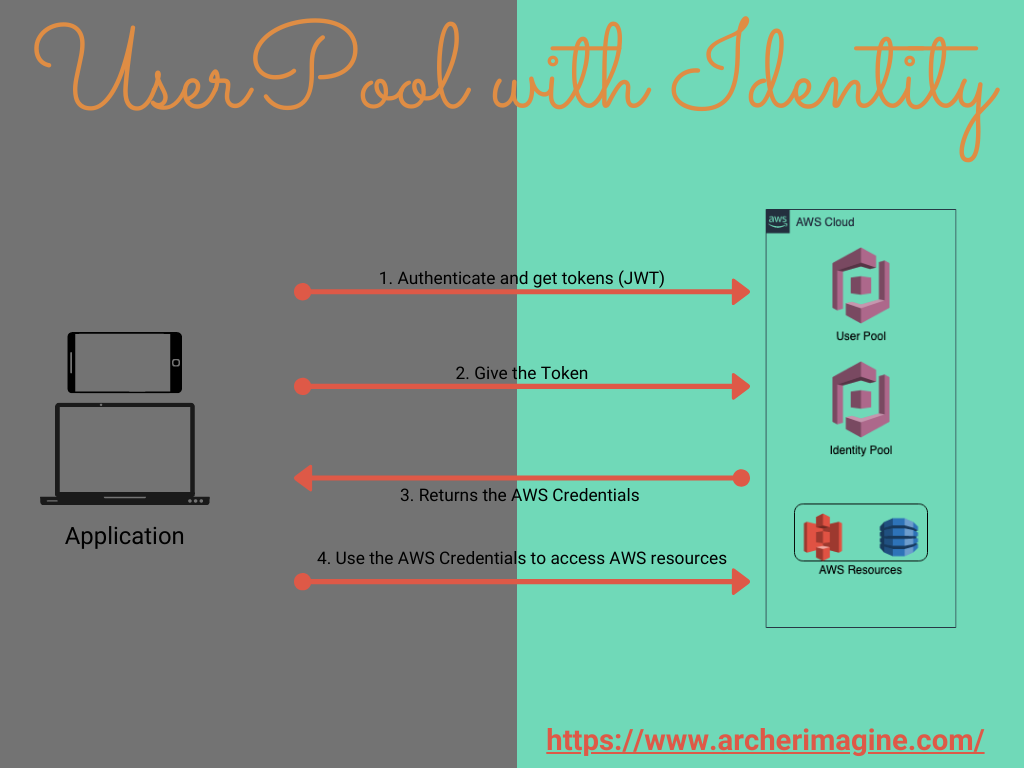 User Pool with Identity
aws
AWS Cloud
1. Authenticate and get tokens (JWT)
User Pool
2. Give the Token
Identity Pool
3. Returns the AWS Credentials
Application
4. Use the AWS Credentials to access AWS resources
AWS Resources
https://www.archerimagine.com/